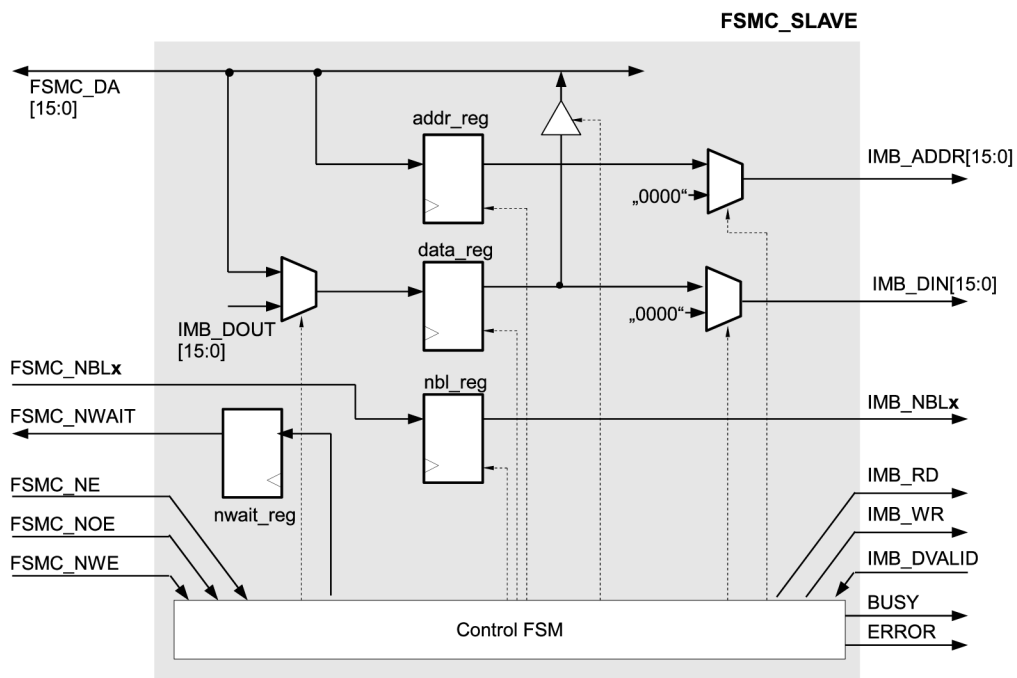 FSMC_SLAVE
FSMC_DA
[15:0]
addr_reg
IMB_ADDR[15:0]
„0000“
data_reg
IMB_DIN[15:0]
„0000“
IMB_DOUT
[15:0]
FSMC_NBLx
nbl_reg
IMB_NBLx
FSMC_NWAIT
FSMC_NE
nwait_reg
IMB_RD
FSMC_NOE
IMB_WR
FSMC_NWE
IMB_DVALID
BUSY
Control FSM
ERROR